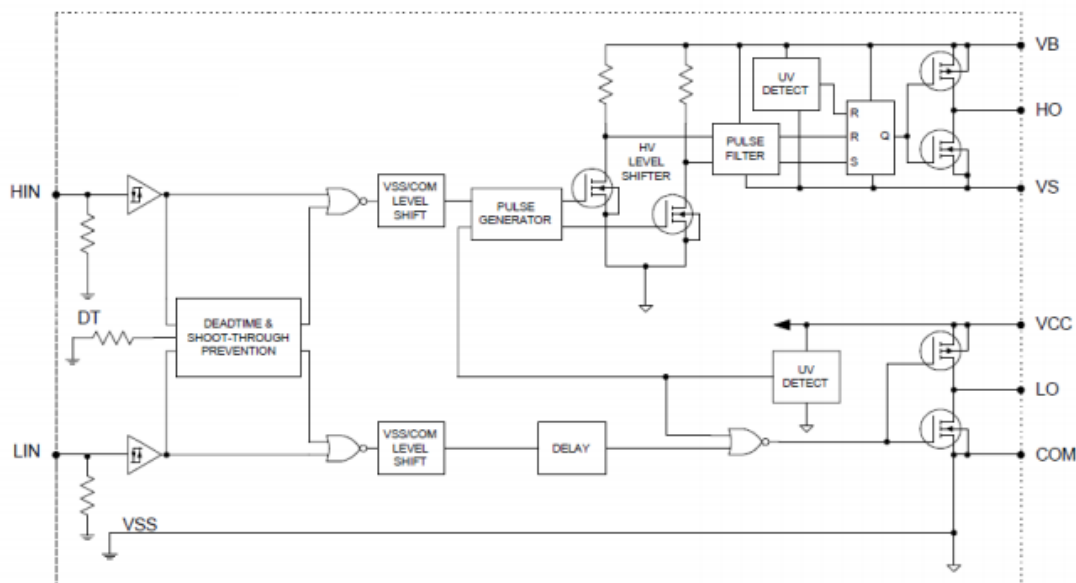 VB
UV
DETECT
HO
R
R
Q
S
PULSE
FILTER
HV
LEVEL
SHIFTER
VS
HIN
VSS/COM
LEVEL
SHIFT
PULSE
GENERATOR
DT
DEADTIME &
SHOOT-THROUGH
PREVENTION
VCC
UV
DETECT
LO
LIN
VSS/COM
LEVEL
SHIFT
DELAY
COM
VSS